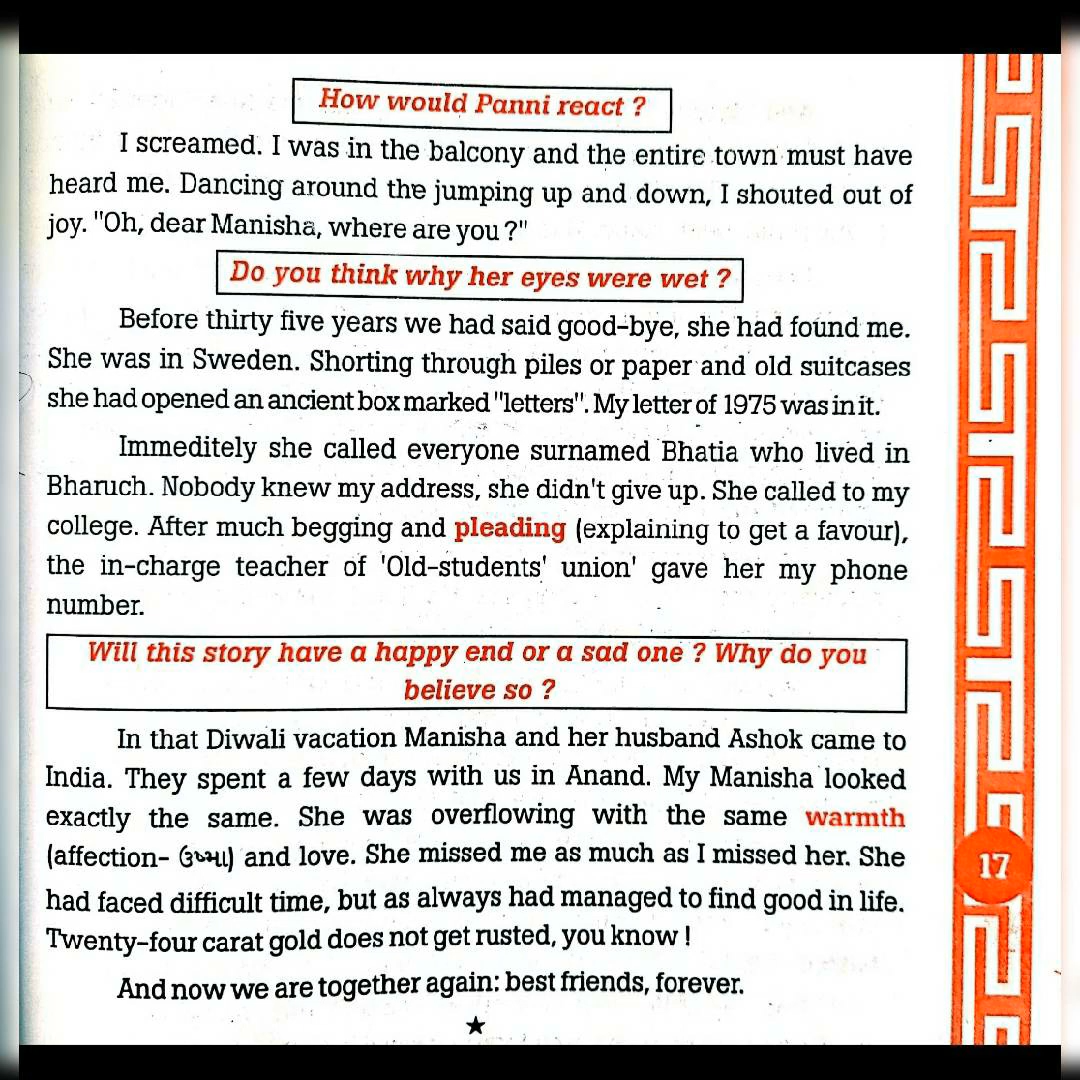 How would Panni react ?
I screamed. I was in the balcony and the entire town must have
heard me. Dancing around the jumping up and down, I shouted out of
joy. "Oh, dear Manisha, where are you ?"
Do you think why her eyes were wet ?
Before thirty five years we had said good-bye, she had found me.
She was in Sweden. Shorting through piles or paper and old suitcases
she had opened an ancient box marked "letters". My letter of 1975 was in it.
Immeditely she called everyone surnamed Bhatia who lived in
Bharuch. Nobody knew my address, she didn't give up. She called to my
college. After much begging and pleading (explaining to get a favour),
the in-charge teacher of 'Old-students' union' gave her my phone
number.
Will this story have a happy end or a sad one ? Why do you
believe so ?
In that Diwali vacation Manisha and her husband Ashok came to
India. They spent a few days with us in Anand. My Manisha looked
exactly the same. She was overflowing with the same warmth
(affection- ઉષ્મા) and love. She missed me as much as I missed her. She
had faced difficult time, but as always had managed to find good in life.
Twenty-four carat gold does not get rusted, you know !
And now we are together again: best friends, forever.
17